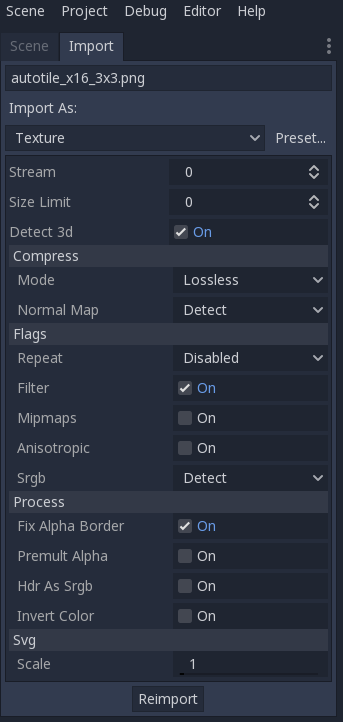 Scene Project Debug Editor Help
Scene Import
autotile_x16_3x3.png
Import As:
Texture Preset...
Stream 0
Size Limit 0
Detect 3d On
Compress
Mode Lossless
Normal Map Detect
Flags
Repeat Disabled
Filter On
Mipmaps On
Anisotropic On
Srgb Detect
Process
Fix Alpha Border On
Premult Alpha On
Hdr As Srgb On
Invert Color On
Svg
Scale 1
Reimport